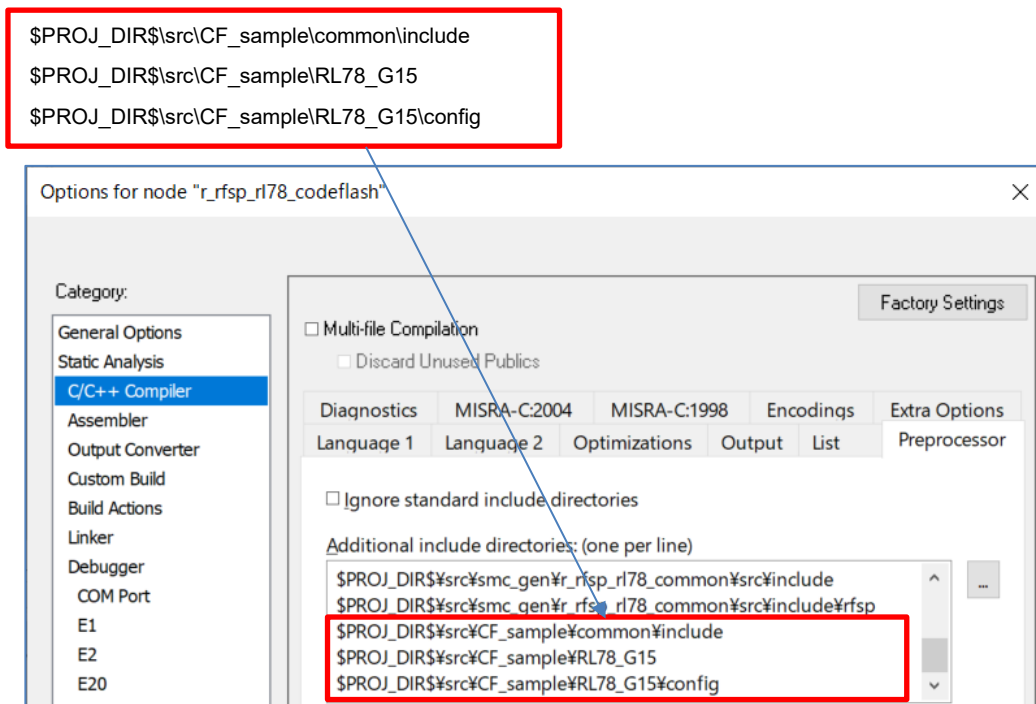 $PROJ_DIR$\src\CF_sample\common\include
$PROJ_DIR$\src\CF_sample\RL78_G15
$PROJ_DIR$\src\CF_sample\RL78_G15\config
Options for node "r_rfsp_rl78_codeflash"
Category:
Factory Settings
General Options
Static Analysis
C/C++ Compiler
Assembler
Output Converter
Custom Build
Build Actions
Linker
Debugger
COM Port
E1
E2
E20
Multi-file Compilation
Discard Unused Publics
Diagnostics MISRA-C:2004 MISRA-C:1998 Encodings Extra Options
Language 1 Language 2 Optimizations Output List Preprocessor
Ignore standard include directories
Additional include directories: (one per line)
$PROJ_DIR$¥src¥smc_gen¥r_rfsp_rl78_common¥src¥include
$PROJ_DIR$¥src¥smc_gen¥r_rfsp_rl78_common¥src¥include¥rfsp
$PROJ_DIR$¥src¥CF_sample¥common¥include
$PROJ_DIR$¥src¥CF_sample¥RL78_G15
$PROJ_DIR$¥src¥CF_sample¥RL78_G15¥config
...